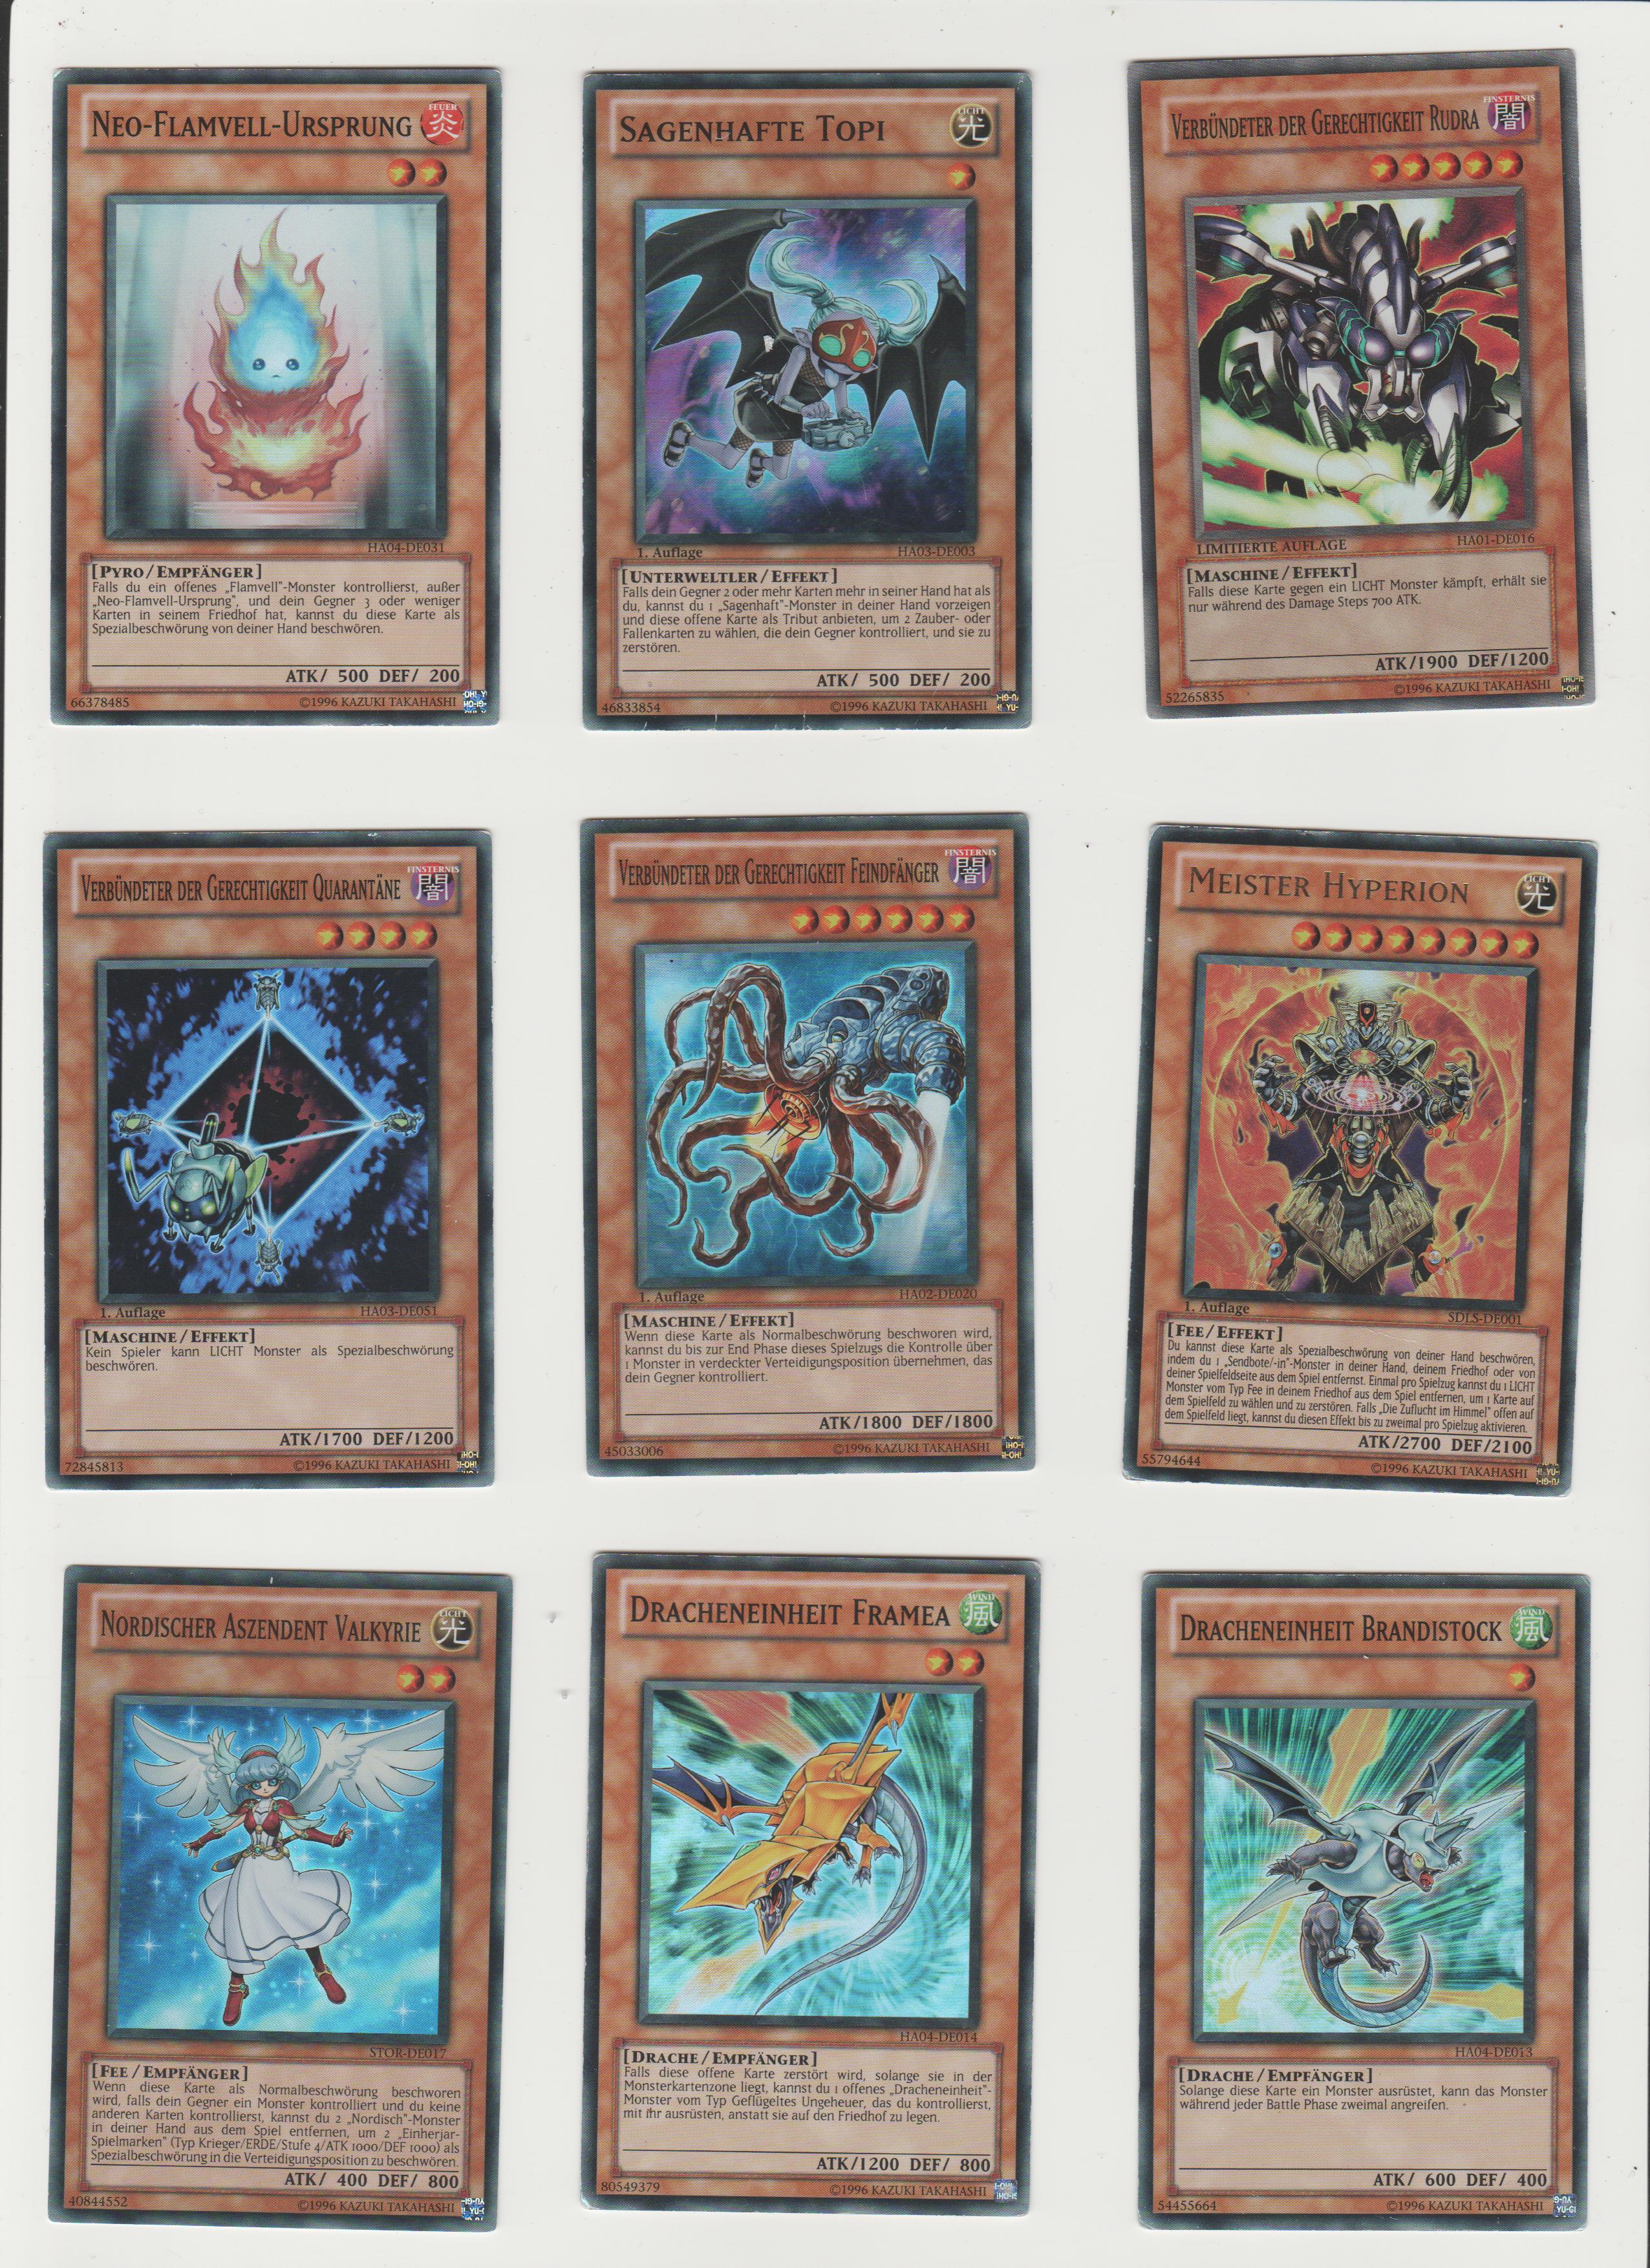 NEO-FLAMVELL-URSPRUNG
FEUER
炎
HA04-DE031
[PYRO/EMPFÄNGER]
Falls du ein offenes „Flamvell"-Monster kontrollierst, außer
„Neo-Flamvell-Ursprung", und dein Gegner 3 oder weniger
Karten in seinem Friedhof hat, kannst du diese Karte als
Spezialbeschwörung von deiner Hand beschwören.
ATK/ 500 DEF/ 200
66378485
©1996 KAZUKI TAKAHASHI
SAGENHAFTE TOPI
LICHT
光
1. Auflage
HA03-DE003
[UNTERWELTLER/EFFEKT]
Falls dein Gegner 2 oder mehr Karten mehr in seiner Hand hat als
du, kannst du 1 „Sagenhaft"-Monster in deiner Hand vorzeigen
und diese offene Karte als Tribut anbieten, um 2 Zauber- oder
Fallenkarten zu wählen, die dein Gegner kontrolliert, und sie zu
zerstören.
ATK/ 500 DEF/ 200
46833854
©1996 KAZUKI TAKAHASHI
VERBÜNDETER DER GERECHTIGKEIT RUDRA
FINSTERNIS
闇
LIMITIERTE AUFLAGE
HA01-DE016
[MASCHINE/EFFEKT]
Falls diese Karte gegen ein LICHT Monster kämpft, erhält sie
nur während des Damage Steps 700 ATK.
ATK/1900 DEF/1200
52265835
©1996 KAZUKI TAKAHASHI
VERBÜNDETER DER GERECHTIGKEIT QUARANTÄNE
FINSTERNIS
闇
1. Auflage
HA03-DE051
[MASCHINE/EFFEKT]
Kein Spieler kann LICHT Monster als Spezialbeschwörung
beschwören.
ATK/1700 DEF/1200
72845813
©1996 KAZUKI TAKAHASHI
VERBÜNDETER DER GERECHTIGKEIT FEINDFÄNGER
FINSTERNIS
闇
1. Auflage
HA02-DE020
[MASCHINE/EFFEKT]
Wenn diese Karte als Normalbeschwörung beschworen wird,
kannst du bis zur End Phase dieses Spielzugs die Kontrolle über
1 Monster in verdeckter Verteidigungsposition übernehmen, das
dein Gegner kontrolliert.
ATK/1800 DEF/1800
45033006
©1996 KAZUKI TAKAHASHI
MEISTER HYPERION
LICHT
光
1. Auflage
SDLS-DE001
[FEE/EFFEKT]
Du kannst diese Karte als Spezialbeschwörung von deiner Hand beschwören,
indem du 1 „Sendbote/-in"-Monster in deiner Hand, deinem Friedhof oder von
deiner Spielfeldseite aus dem Spiel entfernst. Einmal pro Spielzug kannst du 1 LICHT
Monster vom Typ Fee in deinem Friedhof aus dem Spiel entfernen, um 1 Karte auf
dem Spielfeld zu wählen und zu zerstören. Falls „Die Zuflucht im Himmel" offen auf
dem Spielfeld liegt, kannst du diesen Effekt bis zu zweimal pro Spielzug aktivieren.
ATK/2700 DEF/2100
55794644
©1996 KAZUKI TAKAHASHI
NORDISCHER ASZENDENT VALKYRIE
LICHT
光
STOR-DE017
[FEE/EMPFÄNGER]
Wenn diese Karte als Normalbeschwörung beschworen
wird, falls dein Gegner ein Monster kontrolliert und du keine
anderen Karten kontrollierst, kannst du 2 „Nordisch"-Monster
in deiner Hand aus dem Spiel entfernen, um 2 „Einherjar-
Spielmarken" (Typ Krieger/ERDE/Stufe 4/ATK 1000/DEF 1000) als
Spezialbeschwörung in die Verteidigungsposition zu beschwören.
ATK/ 400 DEF/ 800
40844552
©1996 KAZUKI TAKAHASHI
DRACHENEINHEIT FRAMEA
WIND
風
HA04-DE014
[DRACHE/EMPFÄNGER]
Falls diese offene Karte zerstört wird, solange sie in der
Monsterkartenzone liegt, kannst du 1 offenes „Dracheneinheit"-
Monster vom Typ Geflügeltes Ungeheuer, das du kontrollierst,
mit ihr ausrüsten, anstatt sie auf den Friedhof zu legen.
ATK/1200 DEF/ 800
80549379
©1996 KAZUKI TAKAHASHI
DRACHENEINHEIT BRANDISTOCK
WIND
風
HA04-DE013
[DRACHE/EMPFÄNGER]
Solange diese Karte ein Monster ausrüstet, kann das Monster
während jeder Battle Phase zweimal angreifen.
ATK/ 600 DEF/ 400
54455664
©1996 KAZUKI TAKAHASHI